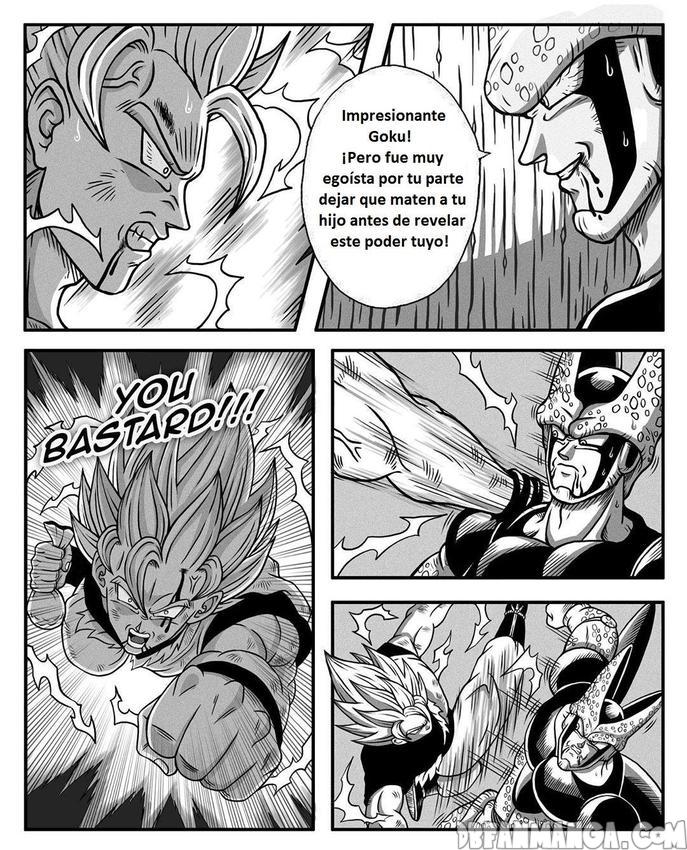 Impresionante
Goku!
¡Pero fue muy
egoísta por tu parte
dejar que maten a tu
hijo antes de revelar
este poder tuyo!
YOU
BASTARD!!!
DBFANMANGA.COM